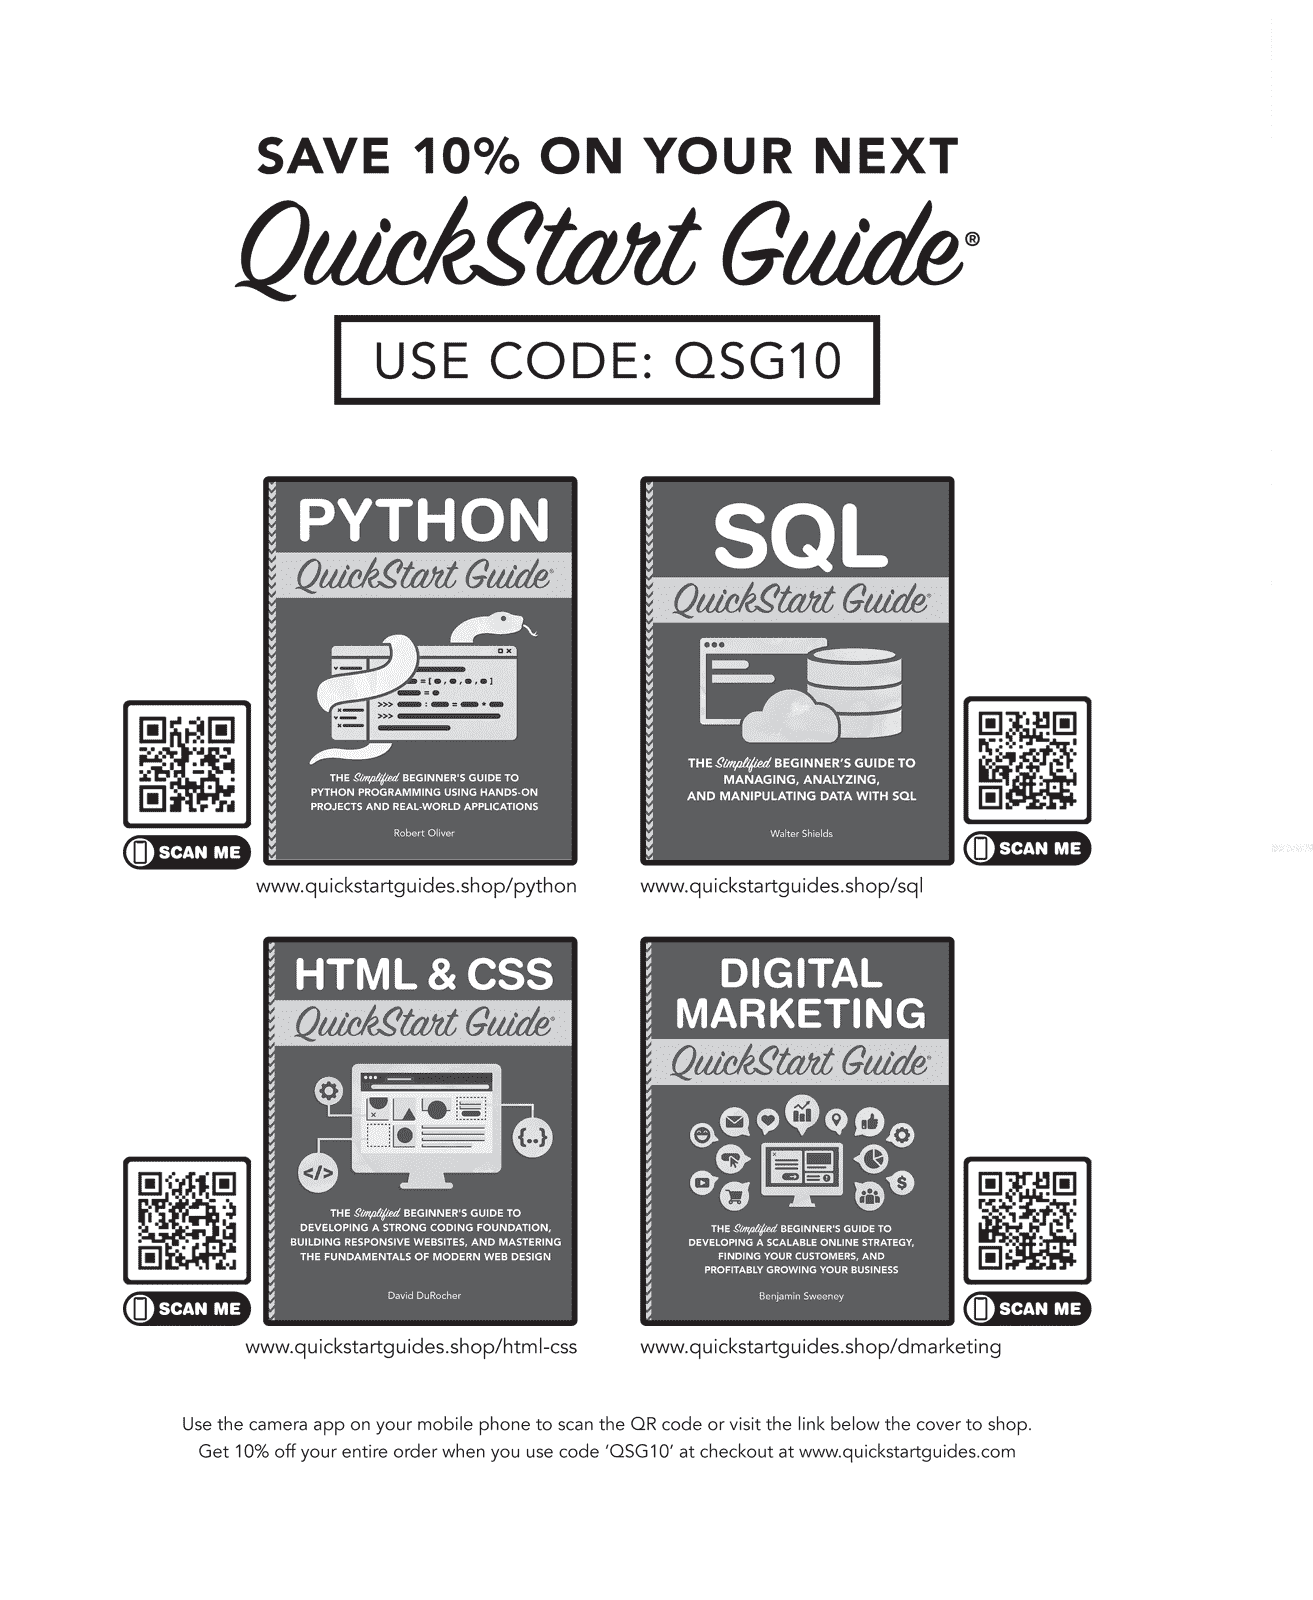 SAVE 10% ON YOUR NEXT
QuickStart Guide®
USE CODE: QSG10
PYTHON
QuickStart Guide®
THE Simplified BEGINNER'S GUIDE TO
PYTHON PROGRAMMING USING HANDS-ON
PROJECTS AND REAL-WORLD APPLICATIONS
Robert Oliver
SCAN ME
www.quickstartguides.shop/python
SQL
QuickStart Guide®
THE Simplified BEGINNER'S GUIDE TO
MANAGING, ANALYZING,
AND MANIPULATING DATA WITH SQL
Walter Shields
SCAN ME
www.quickstartguides.shop/sql
HTML & CSS
QuickStart Guide®
</>
{..}
THE Simplified BEGINNER'S GUIDE TO
DEVELOPING A STRONG CODING FOUNDATION,
BUILDING RESPONSIVE WEBSITES, AND MASTERING
THE FUNDAMENTALS OF MODERN WEB DESIGN
David DuRocher
SCAN ME
www.quickstartguides.shop/html-css
DIGITAL
MARKETING
QuickStart Guide®
$
THE Simplified BEGINNER'S GUIDE TO
DEVELOPING A SCALABLE ONLINE STRATEGY,
FINDING YOUR CUSTOMERS, AND
PROFITABLY GROWING YOUR BUSINESS
Benjamin Sweeney
SCAN ME
www.quickstartguides.shop/dmarketing
Use the camera app on your mobile phone to scan the QR code or visit the link below the cover to shop.
Get 10% off your entire order when you use code 'QSG10' at checkout at www.quickstartguides.com